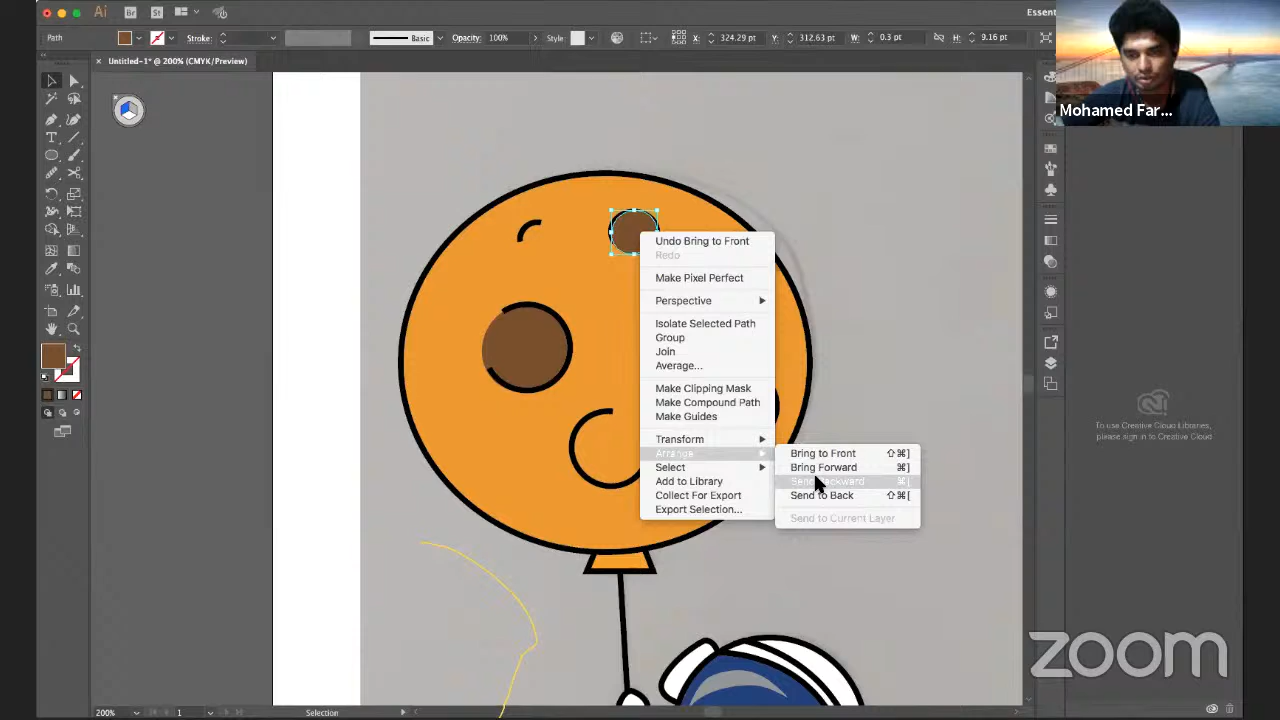 Ai Br St
Essent
Path
Stroke:
Basic
Opacity: 100%
Style:
X: 324.29 pt Y: 312.63 pt W: 0.3 pt H: 9.16 pt
× Untitled-1* @ 200% (CMYK/Preview)
Mohamed Far...
Undo Bring to Front
Redo
Make Pixel Perfect
Perspective
Isolate Selected Path
Group
Join
Average...
Make Clipping Mask
Make Compound Path
Make Guides
Transform
Arrange
Select
Add to Library
Collect For Export
Export Selection...
Bring to Front ⇧⌘]
Bring Forward ⌘]
Send Backward ⌘[
Send to Back ⇧⌘[
Send to Current Layer
To use Creative Cloud Libraries,
please sign in to Creative Cloud
zoom
200% 1 Selection